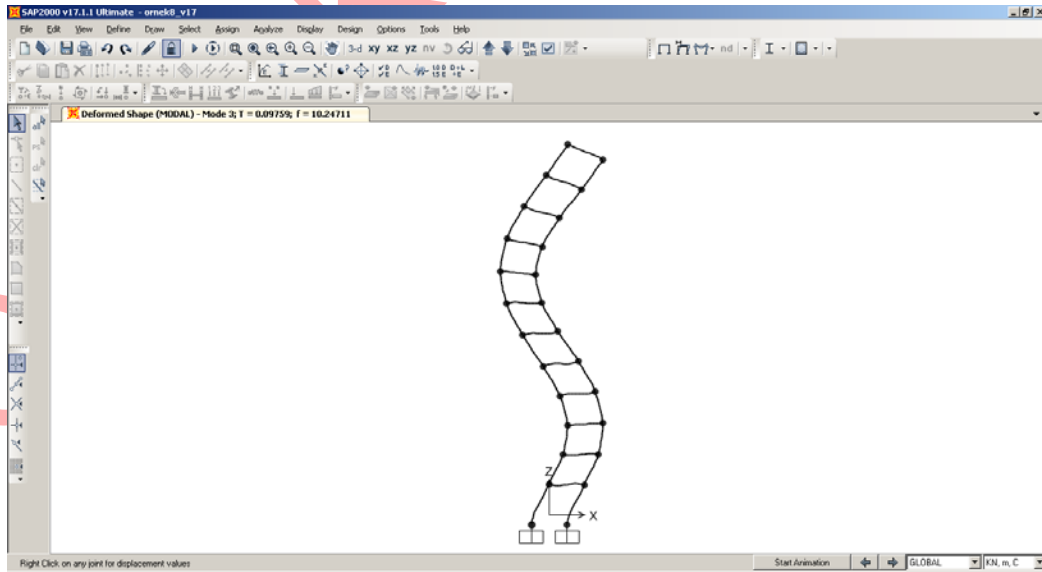 SAP2000 v17.1.1 Ultimate - ornek8_v17
File Edit View Define Draw Select Assign Analyze Display Design Options Tools Help
3-d xy xz yz nv nd
Deformed Shape (MODAL) - Mode 3; T = 0.09759; f = 10.24711
Z
X
Right Click on any joint for displacement values
Start Animation
GLOBAL
KN, m, C